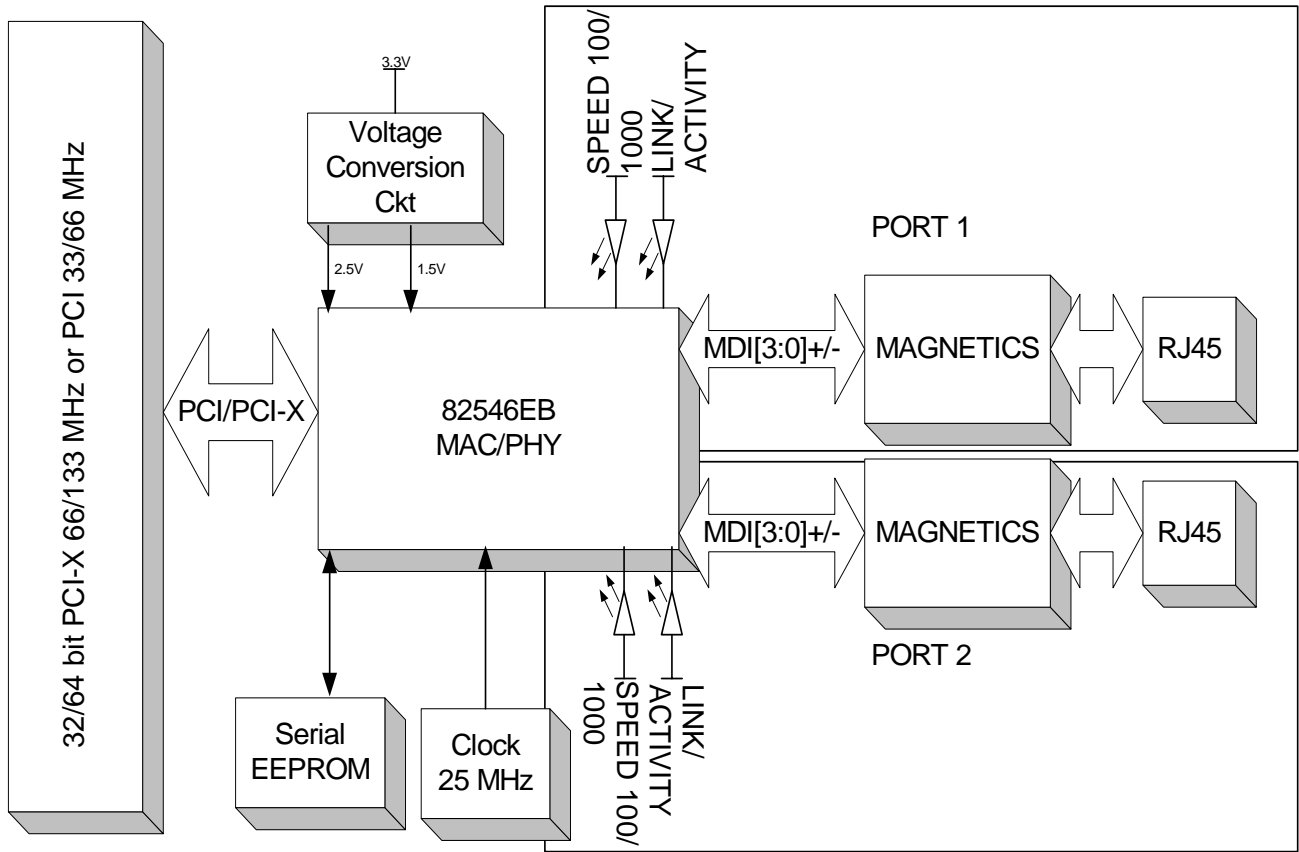 32/64 bit PCI-X 66/133 MHz or PCI 33/66 MHz
3.3V
Voltage
Conversion
Ckt
2.5V
1.5V
PCI/PCI-X
82546EB
MAC/PHY
Serial
EEPROM
Clock
25 MHz
SPEED 100/
1000
LINK/
ACTIVITY
PORT 1
MDI[3:0]+/-
MAGNETICS
RJ45
MDI[3:0]+/-
MAGNETICS
RJ45
PORT 2
LINK/
ACTIVITY
SPEED 100/
1000